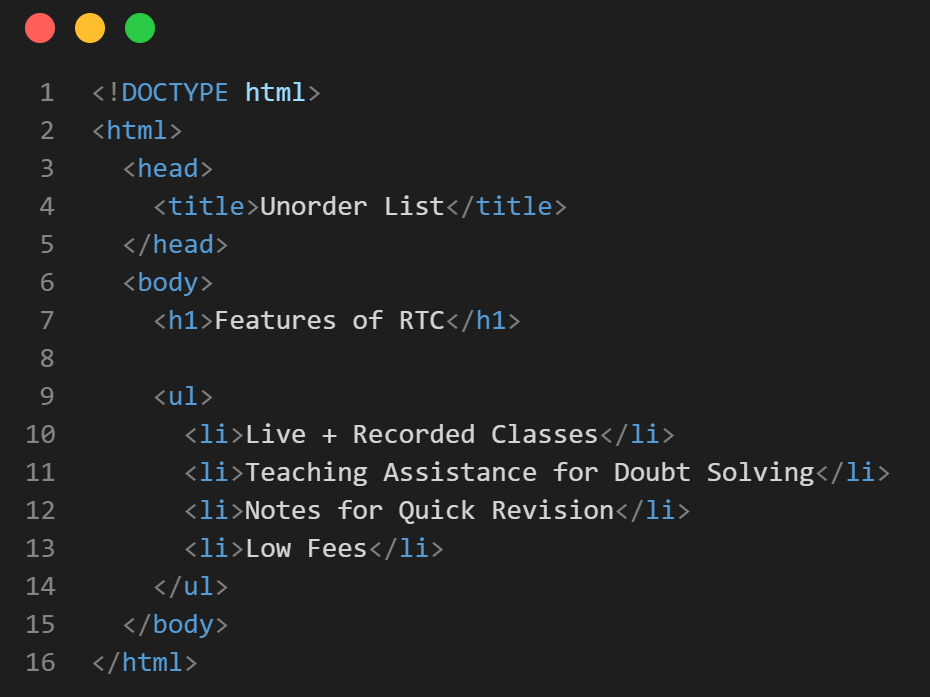 1 <!DOCTYPE html>
2 <html>
3   <head>
4     <title>Unorder List</title>
5   </head>
6   <body>
7     <h1>Features of RTC</h1>
8
9     <ul>
10       <li>Live + Recorded Classes</li>
11       <li>Teaching Assistance for Doubt Solving</li>
12       <li>Notes for Quick Revision</li>
13       <li>Low Fees</li>
14     </ul>
15   </body>
16 </html>